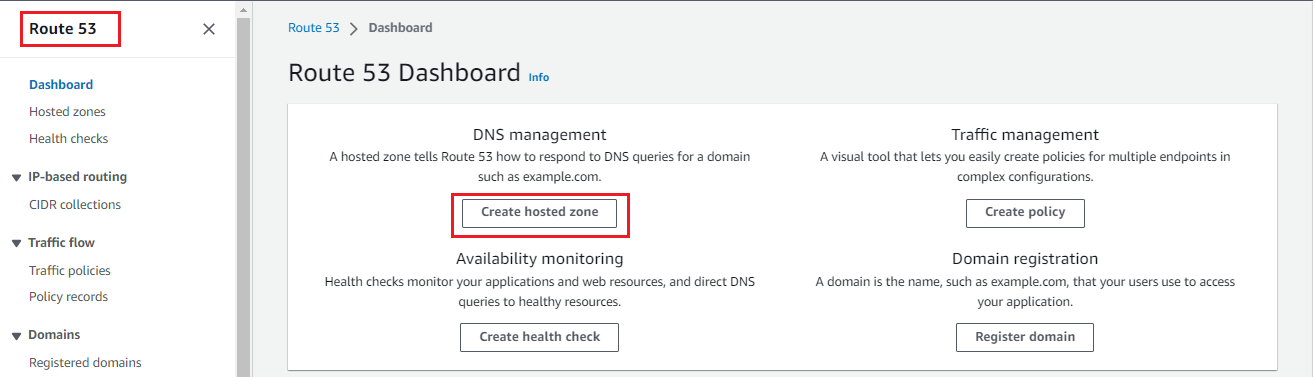 Route 53
Dashboard
Hosted zones
Health checks
IP-based routing
CIDR collections
Traffic flow
Traffic policies
Policy records
Domains
Registered domains
Route 53 > Dashboard
Route 53 Dashboard Info
DNS management
A hosted zone tells Route 53 how to respond to DNS queries for a domain
such as example.com.
Create hosted zone
Traffic management
A visual tool that lets you easily create policies for multiple endpoints in
complex configurations.
Create policy
Availability monitoring
Health checks monitor your applications and web resources, and direct DNS
queries to healthy resources.
Create health check
Domain registration
A domain is the name, such as example.com, that your users use to access
your application.
Register domain